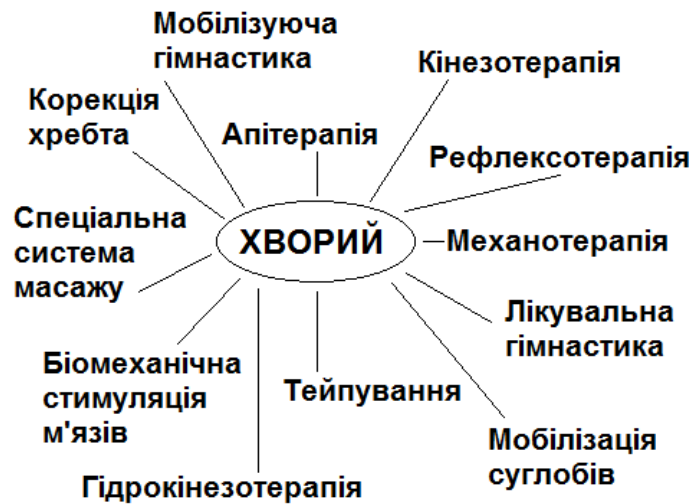 Мобілізуюча
гімнастика
Кінезотерапія
Корекція
хребта
Апітерапія
Рефлексотерапія
Спеціальна
система
масажу
ХВОРИЙ
Механотерапія
Лікувальна
гімнастика
Біомеханічна
стимуляція
м'язів
Тейпування
Мобілізація
суглобів
Гідрокінезотерапія